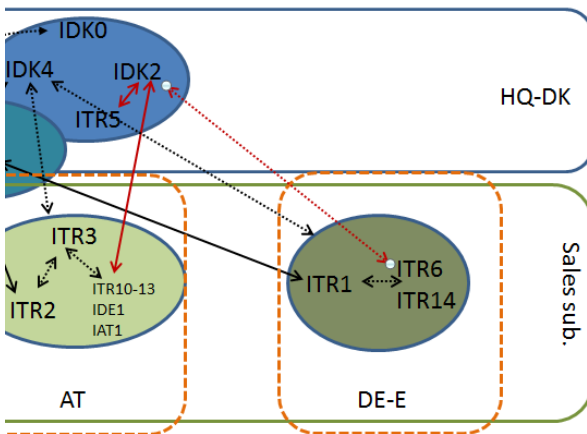 IDK0
IDK4
IDK2
ITR5
HQ-DK
ITR3
ITR10-13
IDE1
IAT1
ITR2
ITR1
ITR6
ITR14
Sales sub.
AT
DE-E